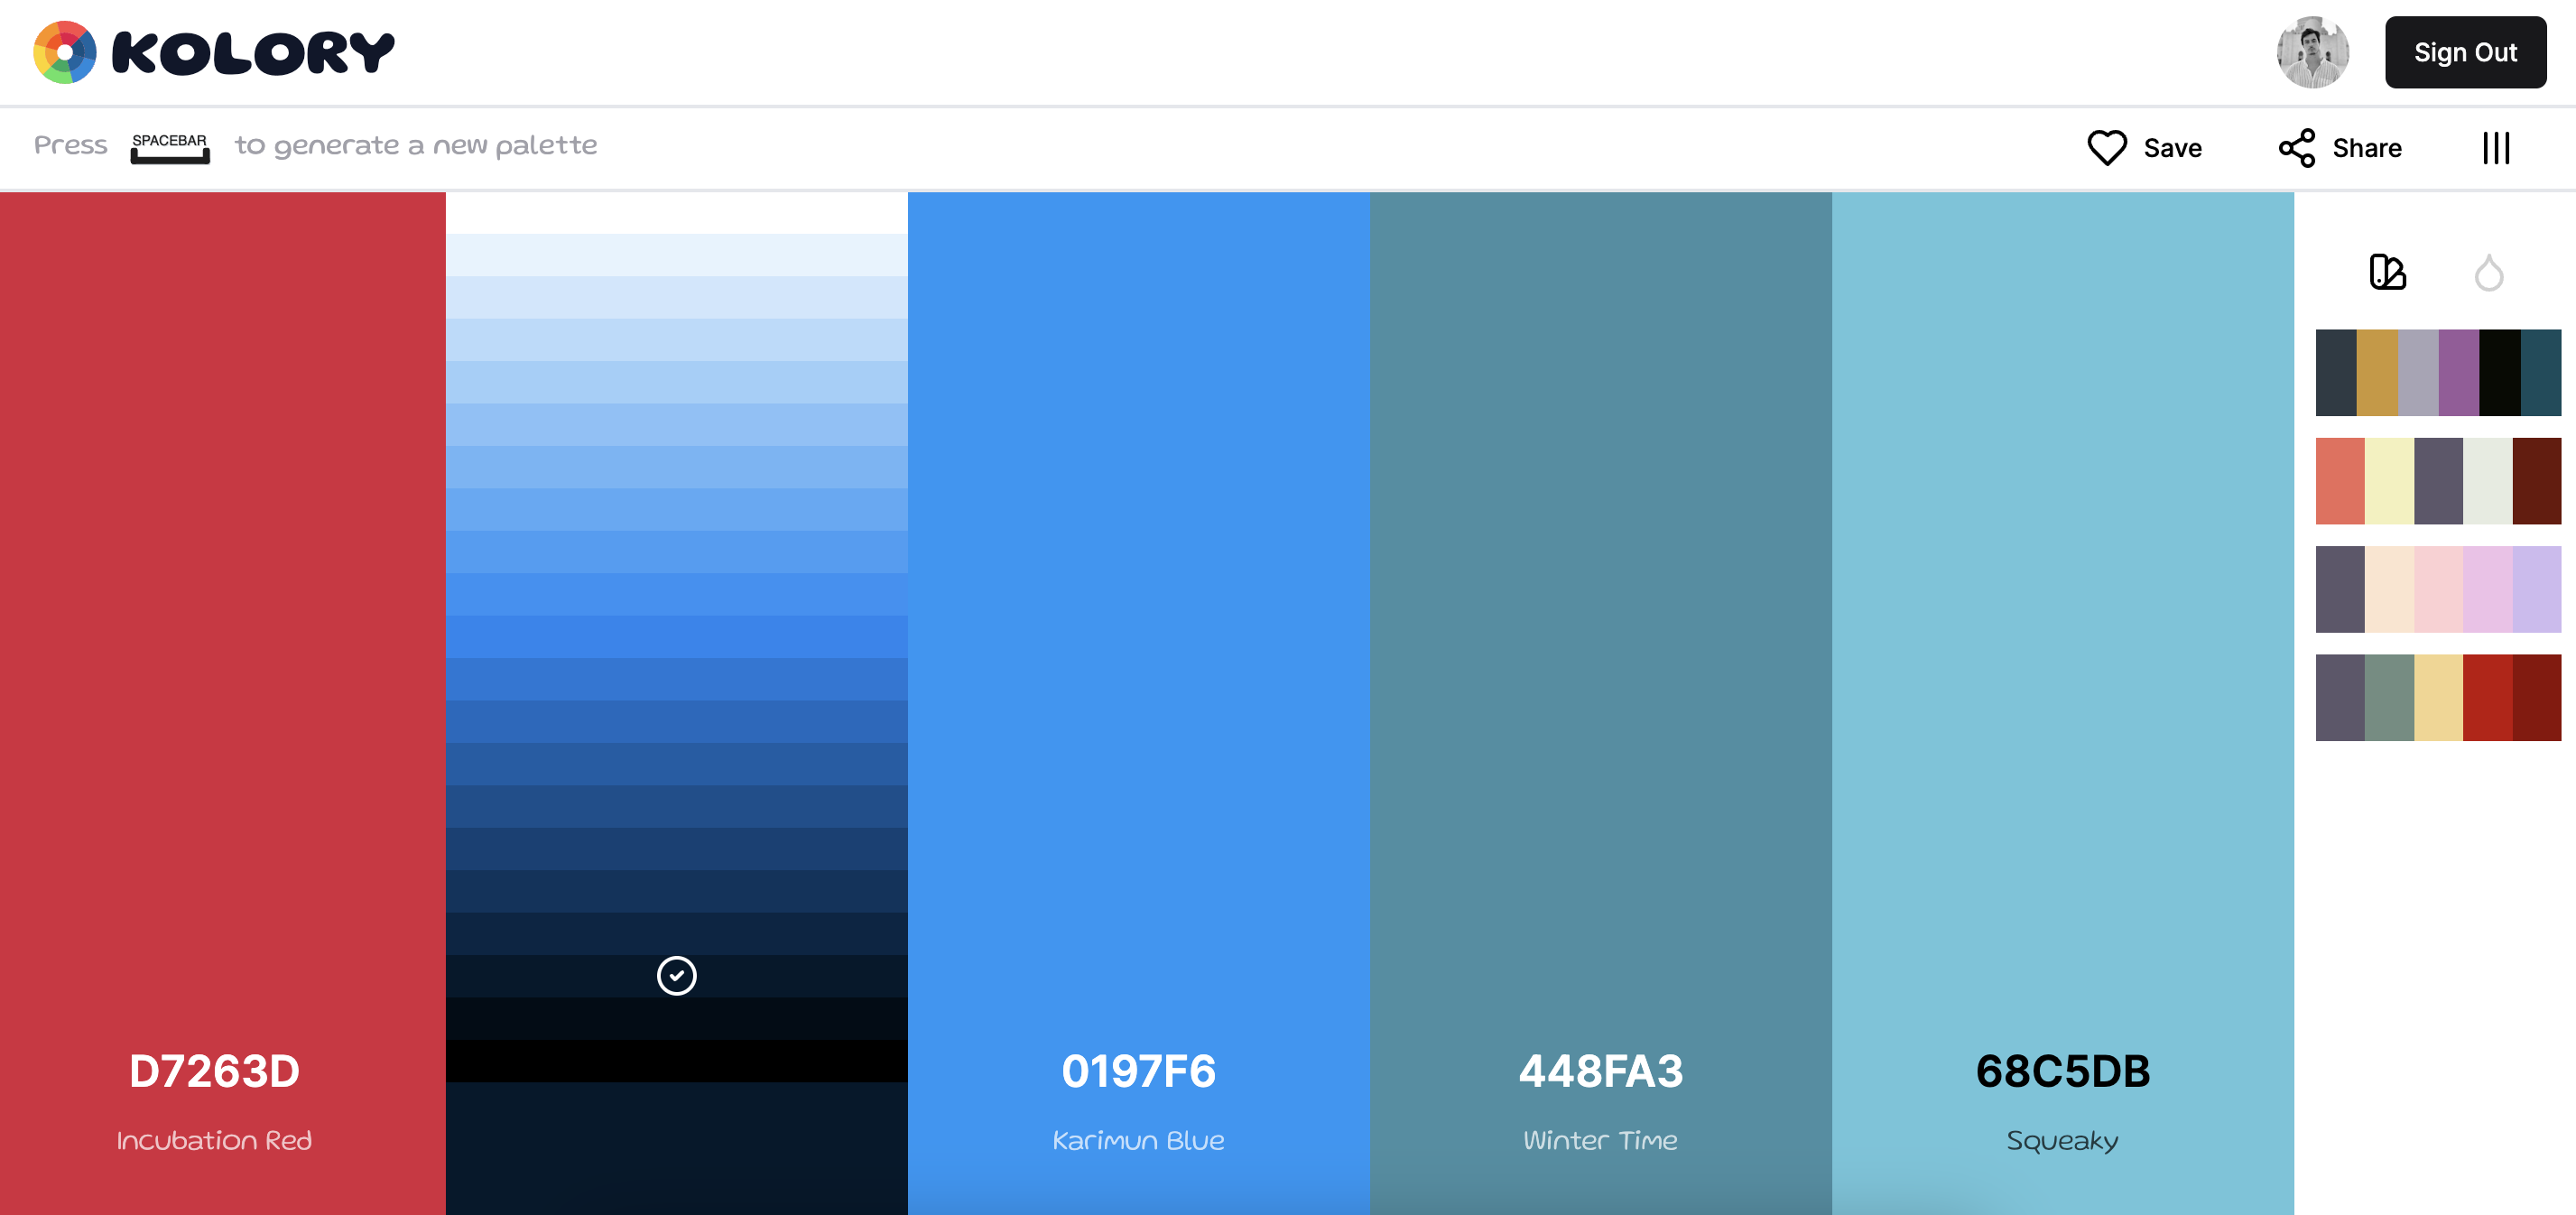 KOLORY
Sign Out
Press SPACEBAR to generate a new palette
Save
Share
D7263D
Incubation Red
0197F6
Karimun Blue
448FA3
Winter Time
68C5DB
Squeaky